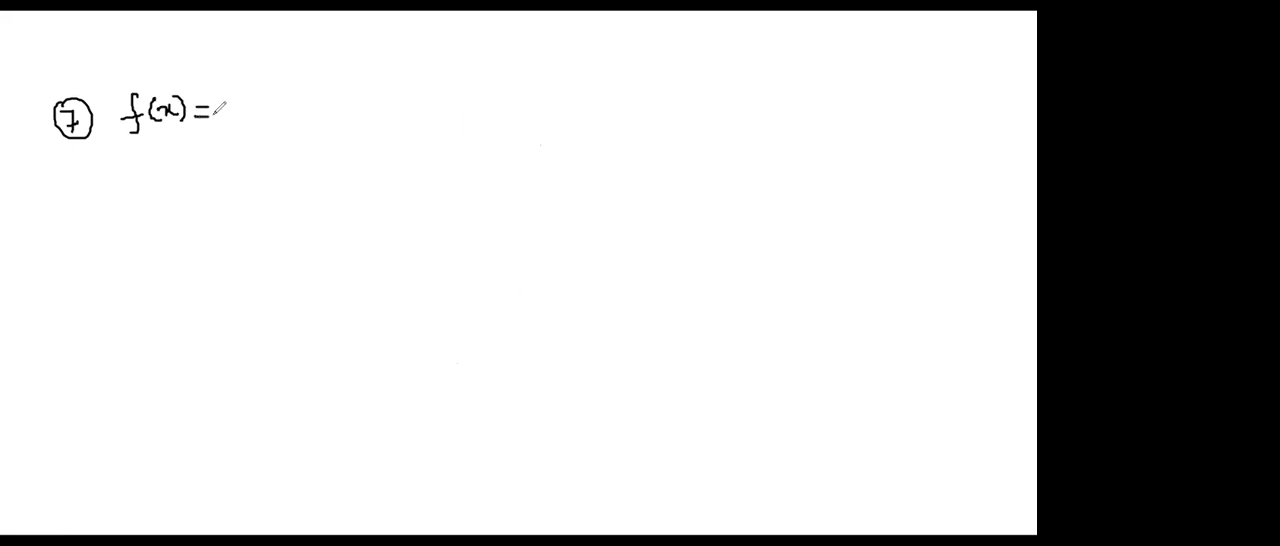 ⑦ f(x) =